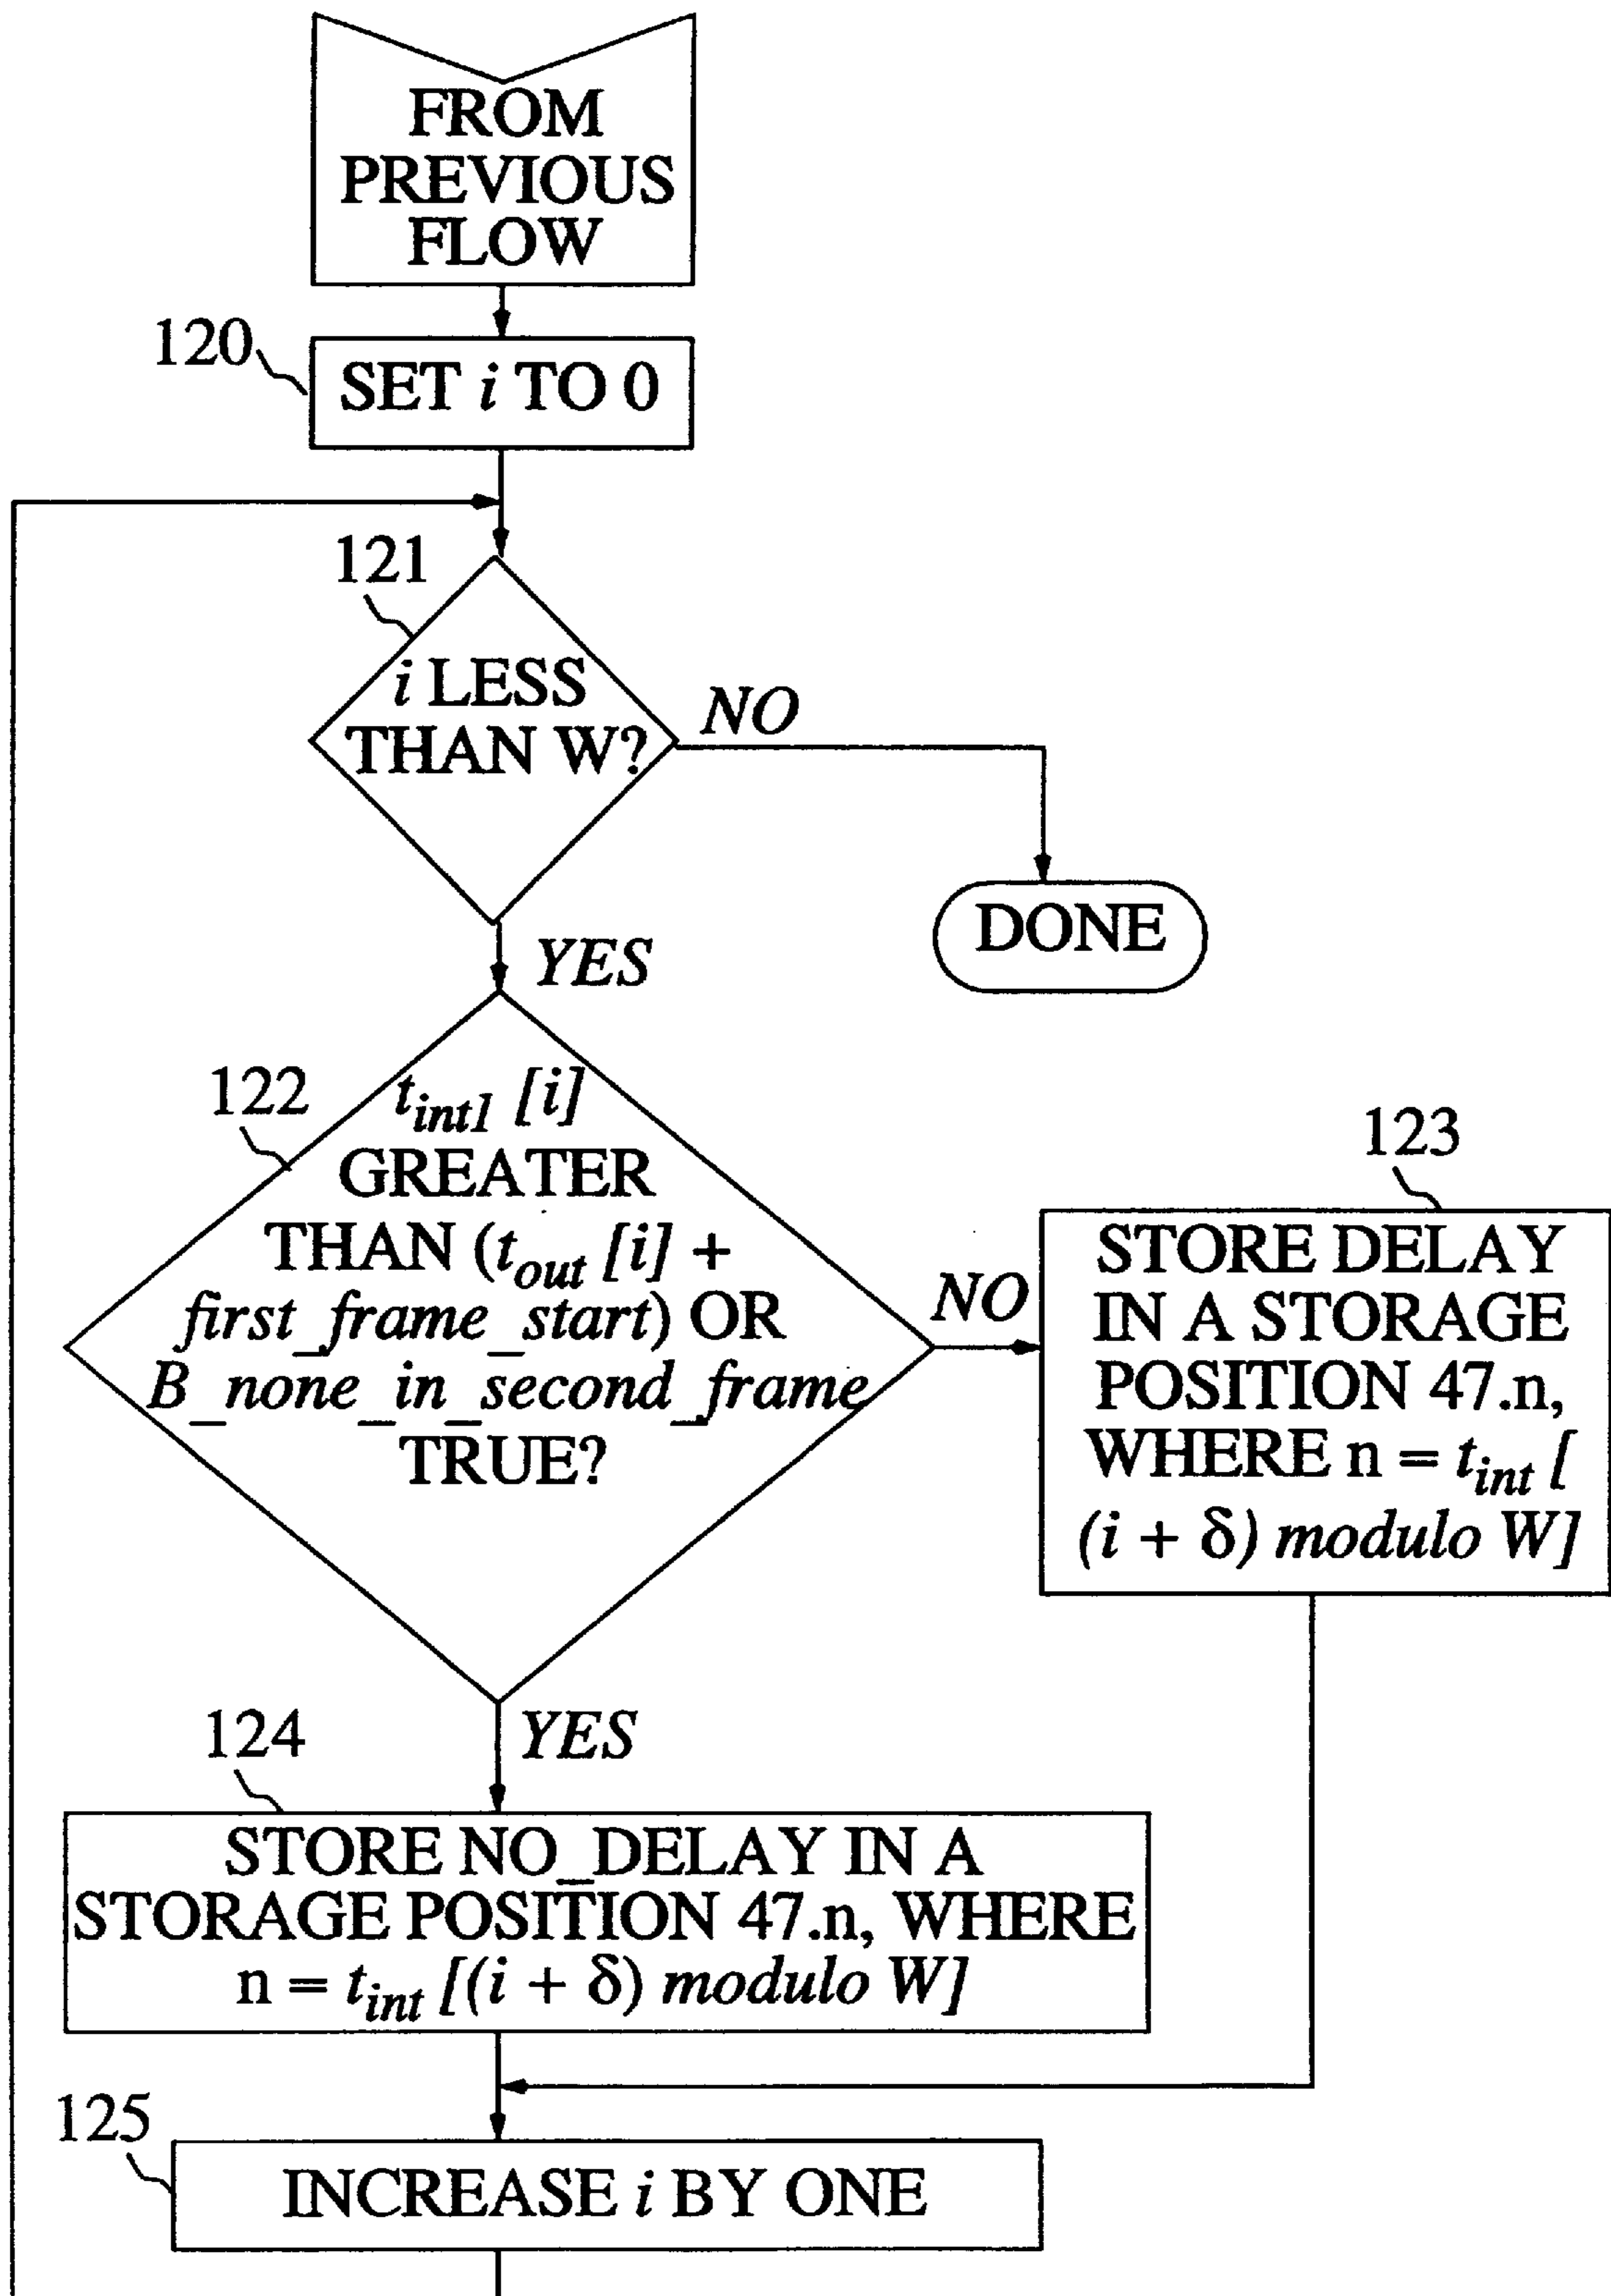 FROM
PREVIOUS
FLOW
120
SET i TO 0
121
i LESS
THAN W?
NO
DONE
YES
122
t_int1 [i]
GREATER
THAN (t_out [i] +
first_frame_start) OR
B_none_in_second_frame
TRUE?
NO
123
STORE DELAY
IN A STORAGE
POSITION 47.n,
WHERE n = t_int [
(i + δ) modulo W]
YES
124
STORE NO_DELAY IN A
STORAGE POSITION 47.n, WHERE
n = t_int [(i + δ) modulo W]
125
INCREASE i BY ONE